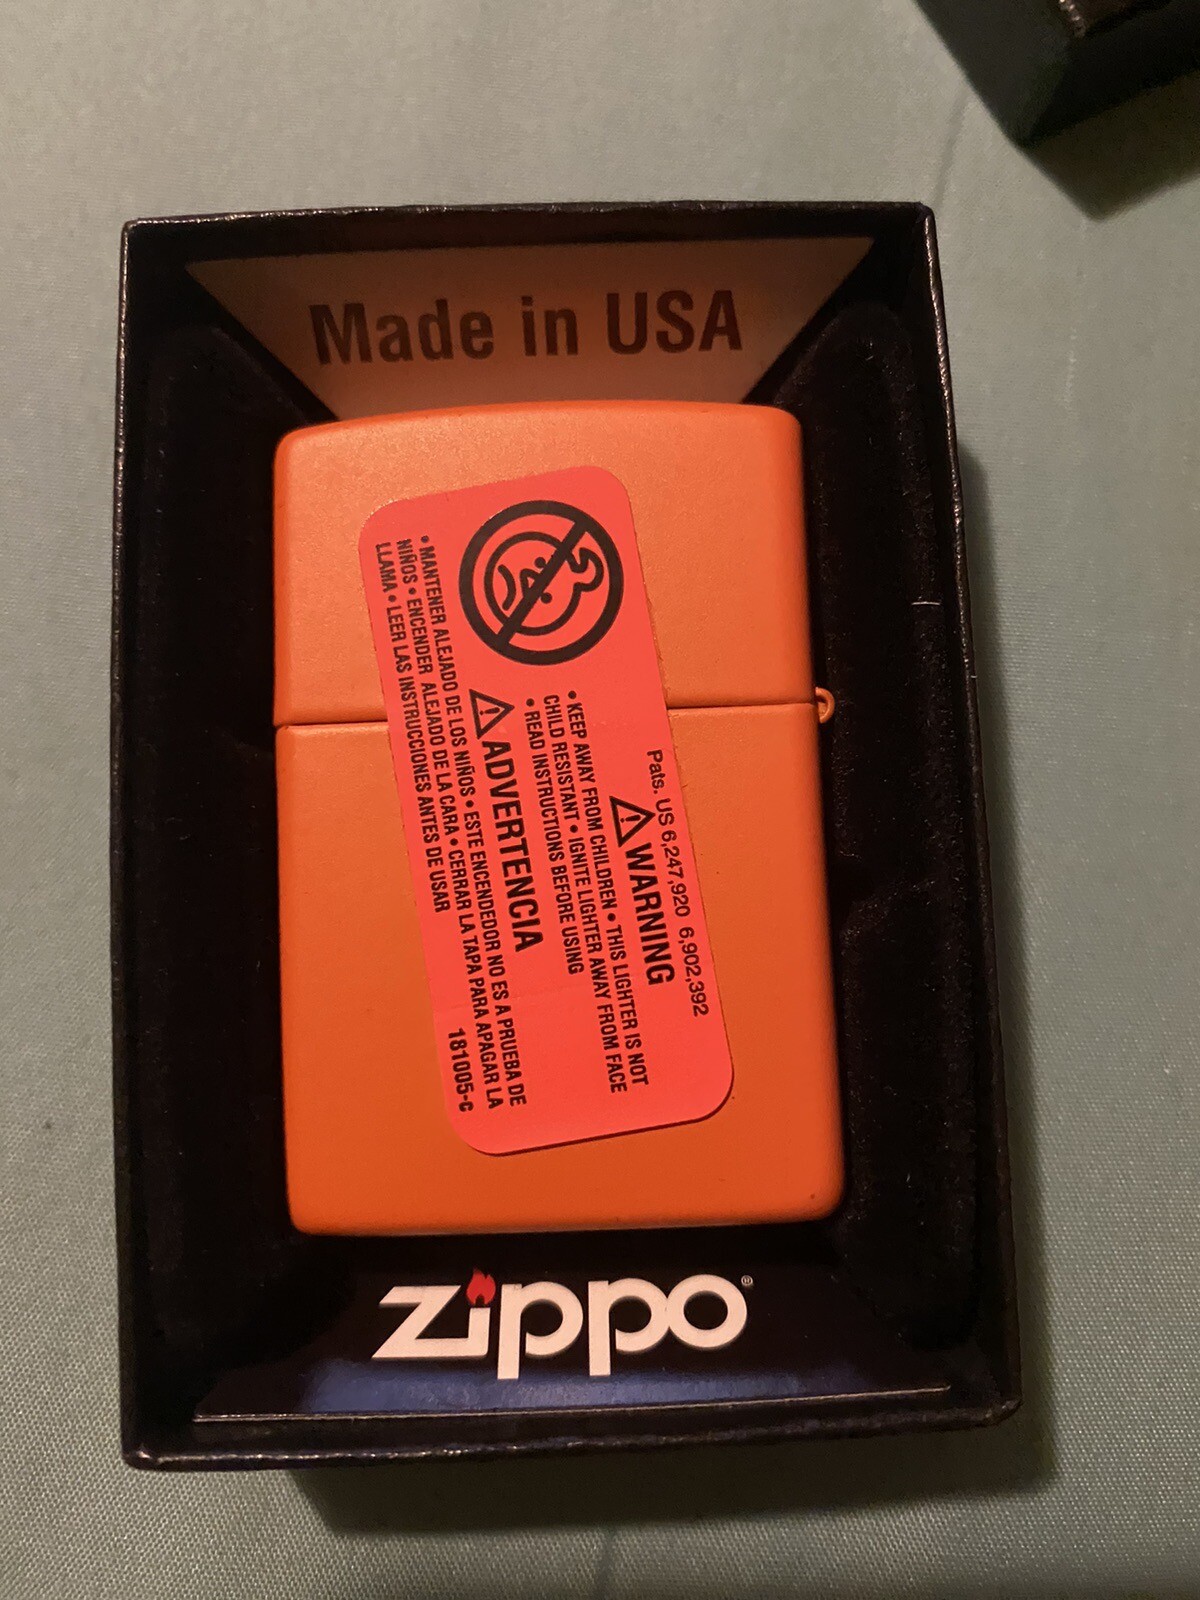 Made in USA
Pats. US 6,247,920 6,902,392
⚠WARNING
• KEEP AWAY FROM CHILDREN • THIS LIGHTER IS NOT
CHILD RESISTANT • IGNITE LIGHTER AWAY FROM FACE
• READ INSTRUCTIONS BEFORE USING
⚠ADVERTENCIA
• MANTENER ALEJADO DE LOS NIÑOS • ESTE ENCENDEDOR NO ES A PRUEBA DE
NIÑOS • ENCENDER ALEJADO DE LA CARA • CERRAR LA TAPA PARA APAGAR LA
LLAMA • LEER LAS INSTRUCCIONES ANTES DE USAR
181005-c
zippo®